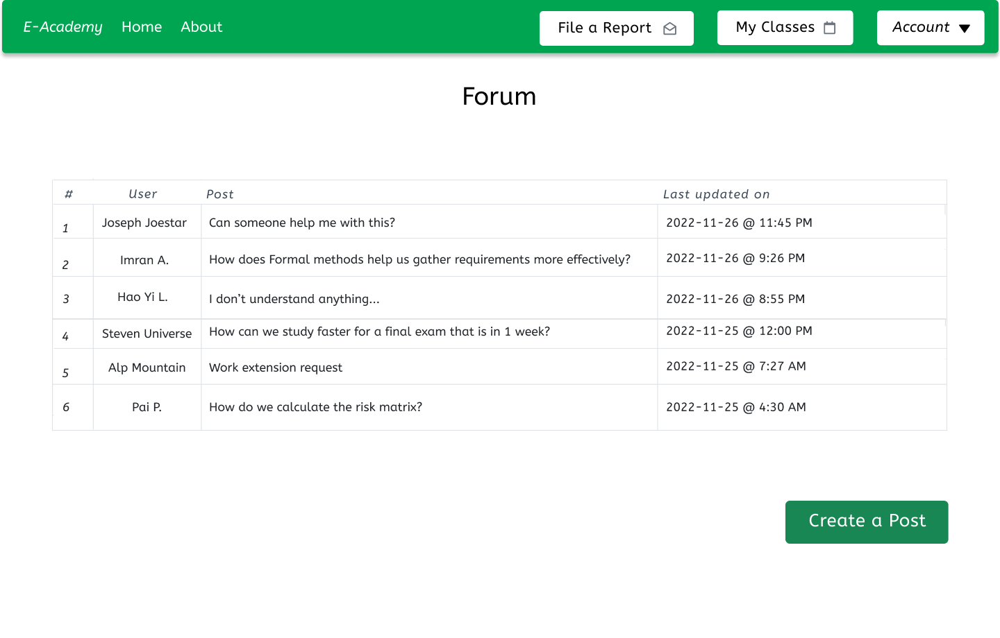 E-Academy Home About File a Report My Classes Account
Forum
# User Post Last updated on
1 Joseph Joestar Can someone help me with this? 2022-11-26 @ 11:45 PM
2 Imran A. How does Formal methods help us gather requirements more effectively? 2022-11-26 @ 9:26 PM
3 Hao Yi L. I don’t understand anything... 2022-11-26 @ 8:55 PM
4 Steven Universe How can we study faster for a final exam that is in 1 week? 2022-11-25 @ 12:00 PM
5 Alp Mountain Work extension request 2022-11-25 @ 7:27 AM
6 Pai P. How do we calculate the risk matrix? 2022-11-25 @ 4:30 AM
Create a Post